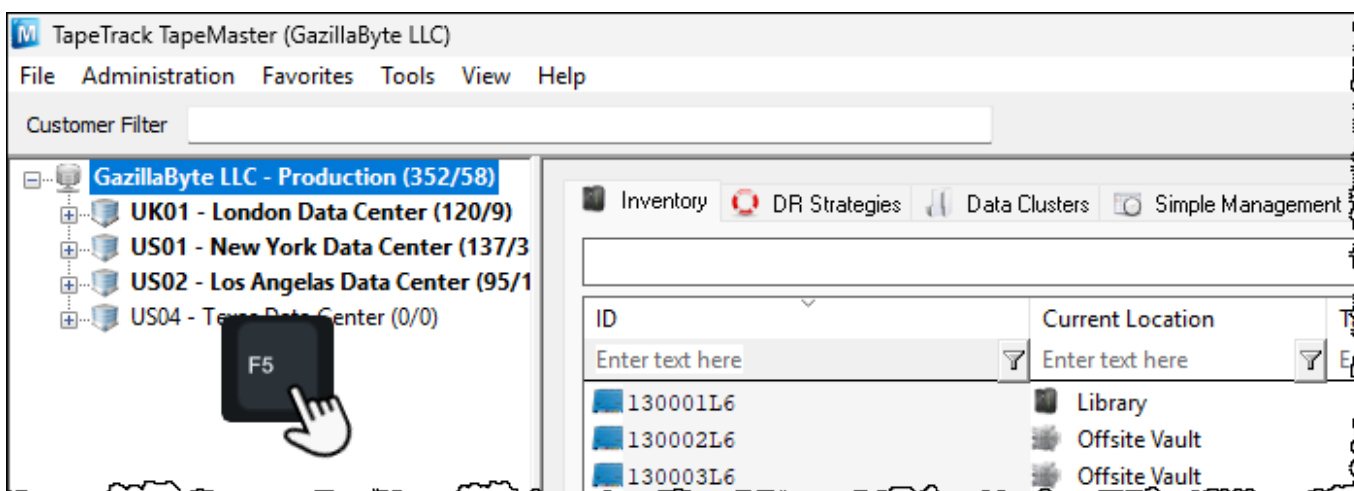 TapeTrack TapeMaster (GazillaByte LLC)
File Administration Favorites Tools View Help
Customer Filter
GazillaByte LLC - Production (352/58)
UK01 - London Data Center (120/9)
US01 - New York Data Center (137/3
US02 - Los Angelas Data Center (95/1
US04 - Texas Data Center (0/0)
F5
Inventory DR Strategies Data Clusters Simple Management
ID Current Location
Enter text here Enter text here
130001L6 Library
130002L6 Offsite Vault
130003L6 Offsite Vault